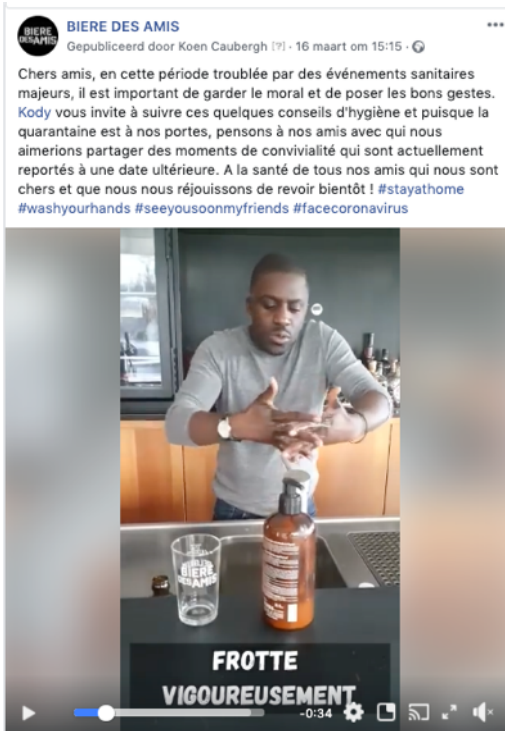 BIERE DES AMIS
Gepubliceerd door Koen Caubergh [?] · 16 maart om 15:15 ·
Chers amis, en cette période troublée par des événements sanitaires
majeurs, il est important de garder le moral et de poser les bons gestes.
Kody vous invite à suivre ces quelques conseils d'hygiène et puisque la
quarantaine est à nos portes, pensons à nos amis avec qui nous
aimerions partager des moments de convivialité qui sont actuellement
reportés à une date ultérieure. A la santé de tous nos amis qui nous sont
chers et que nous nous réjouissons de revoir bientôt ! #stayathome
#washyourhands #seeyousoonmyfriends #facecoronavirus
BIERE
DES AMIS
FROTTE
VIGOUREUSEMENT
-0:34